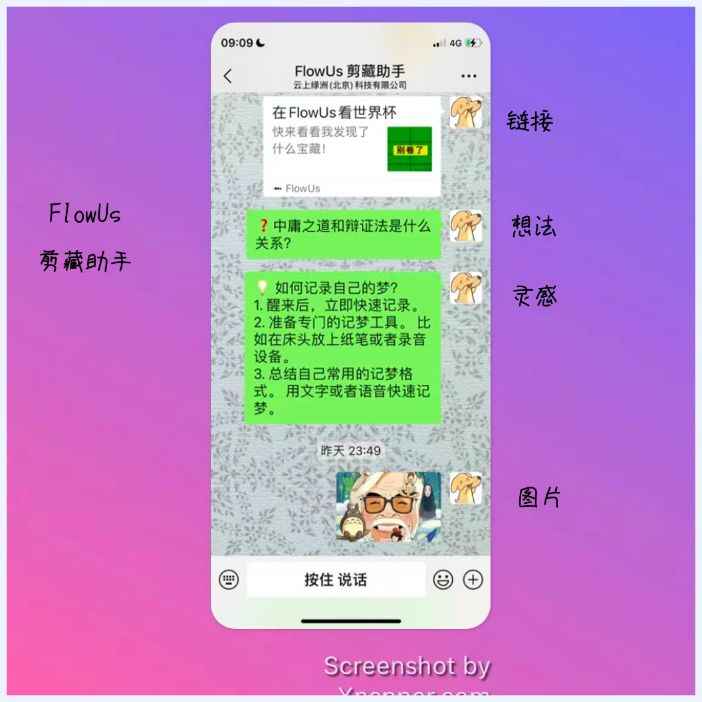 09:09
4G
FlowUs 剪藏助手
云上绿洲(北京)科技有限公司
在FlowUs看世界杯
快来看看我发现了
什么宝藏!
别卷了
FlowUs
链接
❓中庸之道和辩证法是什么
关系?
想法
💡 如何记录自己的梦?
1. 醒来后,立即快速记录。
2. 准备专门的记梦工具。 比
如在床头放上纸笔或者录音
设备。
3. 总结自己常用的记梦格
式。 用文字或者语音快速记
梦。
灵感
昨天 23:49
图片
按住 说话
FlowUs
剪藏助手
Screenshot by
Xnapper.com